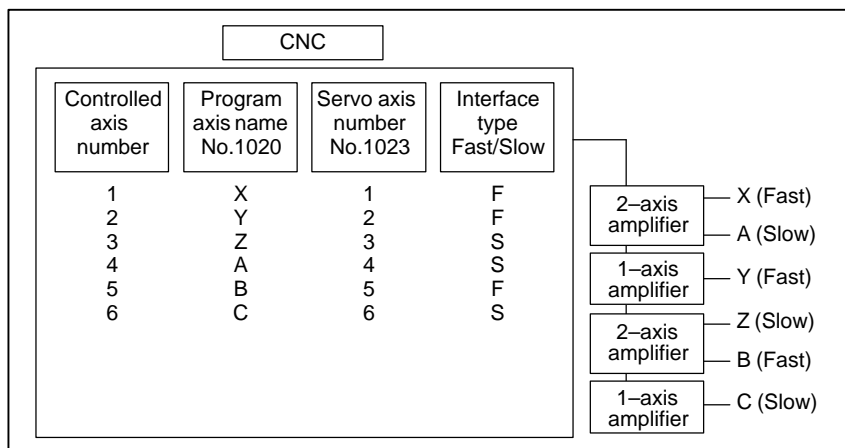 CNC
Controlled axis number
Program axis name No.1020
Servo axis number No.1023
Interface type Fast/Slow
1 X 1 F
2 Y 2 F
3 Z 3 S
4 A 4 S
5 B 5 F
6 C 6 S
2–axis amplifier
X (Fast)
A (Slow)
1–axis amplifier
Y (Fast)
2–axis amplifier
Z (Slow)
B (Fast)
1–axis amplifier
C (Slow)